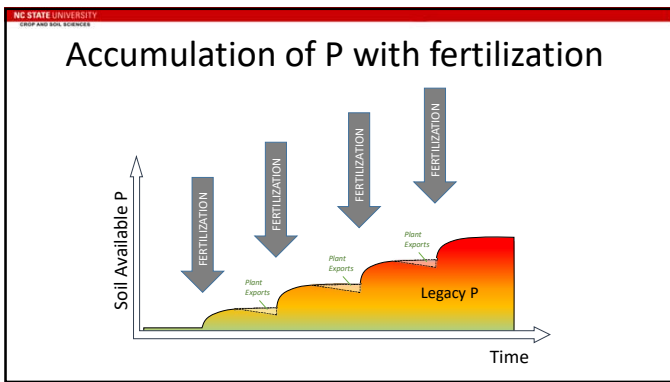 NC STATE UNIVERSITY
CROP AND SOIL SCIENCES
Accumulation of P with fertilization
FERTILIZATION
FERTILIZATION
FERTILIZATION
FERTILIZATION
Soil Available P
Plant
Exports
Plant
Exports
Plant
Exports
Legacy P
Time